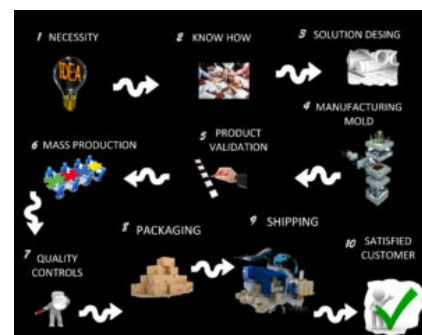 1 NECESSITY
IDEA
2 KNOW HOW
3 SOLUTION DESING
4 MANUFACTURING
MOLD
5 PRODUCT
VALIDATION
6 MASS PRODUCTION
7 QUALITY
CONTROLS
8 PACKAGING
9 SHIPPING
10 SATISFIED
CUSTOMER